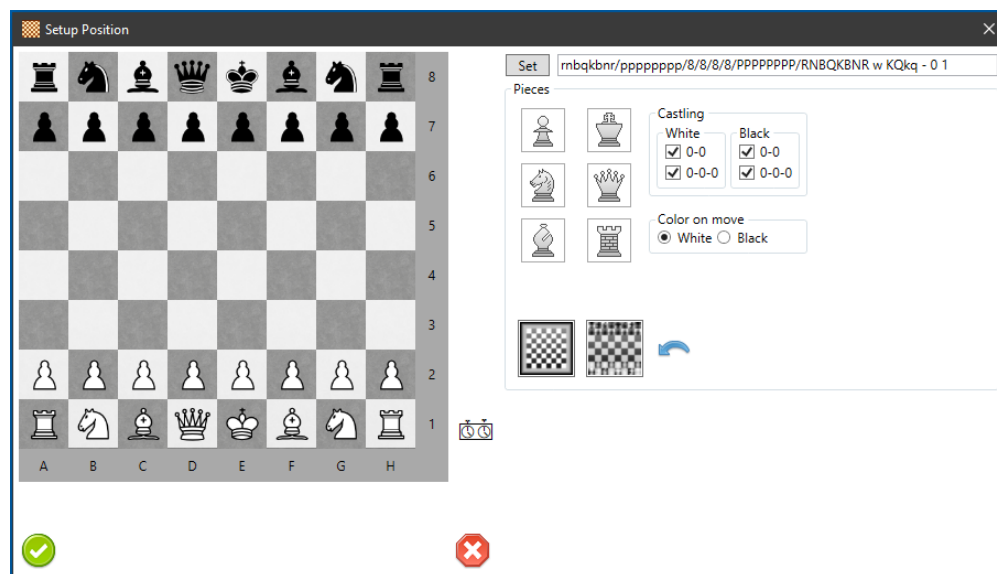 Setup Position
Set rnbqkbnr/pppppppp/8/8/8/8/PPPPPPPP/RNBQKBNR w KQkq - 0 1
Pieces
Castling
White Black
0-0 0-0
0-0-0 0-0-0
Color on move
White Black
8
7
6
5
4
3
2
1
A B C D E F G H